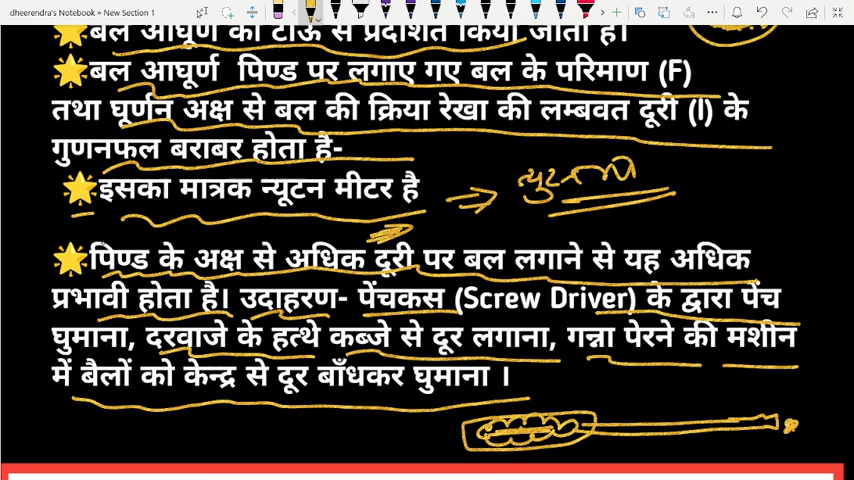 dheerendra's Notebook » New Section 1
बल आघूर्ण को टाऊ से प्रदर्शित किया जाता है।
बल आघूर्ण पिण्ड पर लगाए गए बल के परिमाण (F)
तथा घूर्णन अक्ष से बल की क्रिया रेखा की लम्बवत दूरी (l) के
गुणनफल बराबर होता है-
इसका मात्रक न्यूटन मीटर है
पिण्ड के अक्ष से अधिक दूरी पर बल लगाने से यह अधिक
प्रभावी होता है। उदाहरण- पेंचकस (Screw Driver) के द्वारा पेंच
घुमाना, दरवाजे के हत्थे कब्जे से दूर लगाना, गन्ना पेरने की मशीन
में बैलों को केन्द्र से दूर बाँधकर घुमाना ।